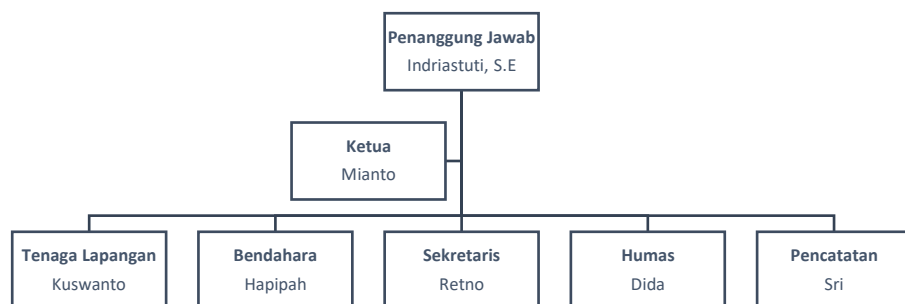 Penanggung Jawab
Indriastuti, S.E
Ketua
Mianto
Tenaga Lapangan
Kuswanto
Bendahara
Hapipah
Sekretaris
Retno
Humas
Dida
Pencatatan
Sri